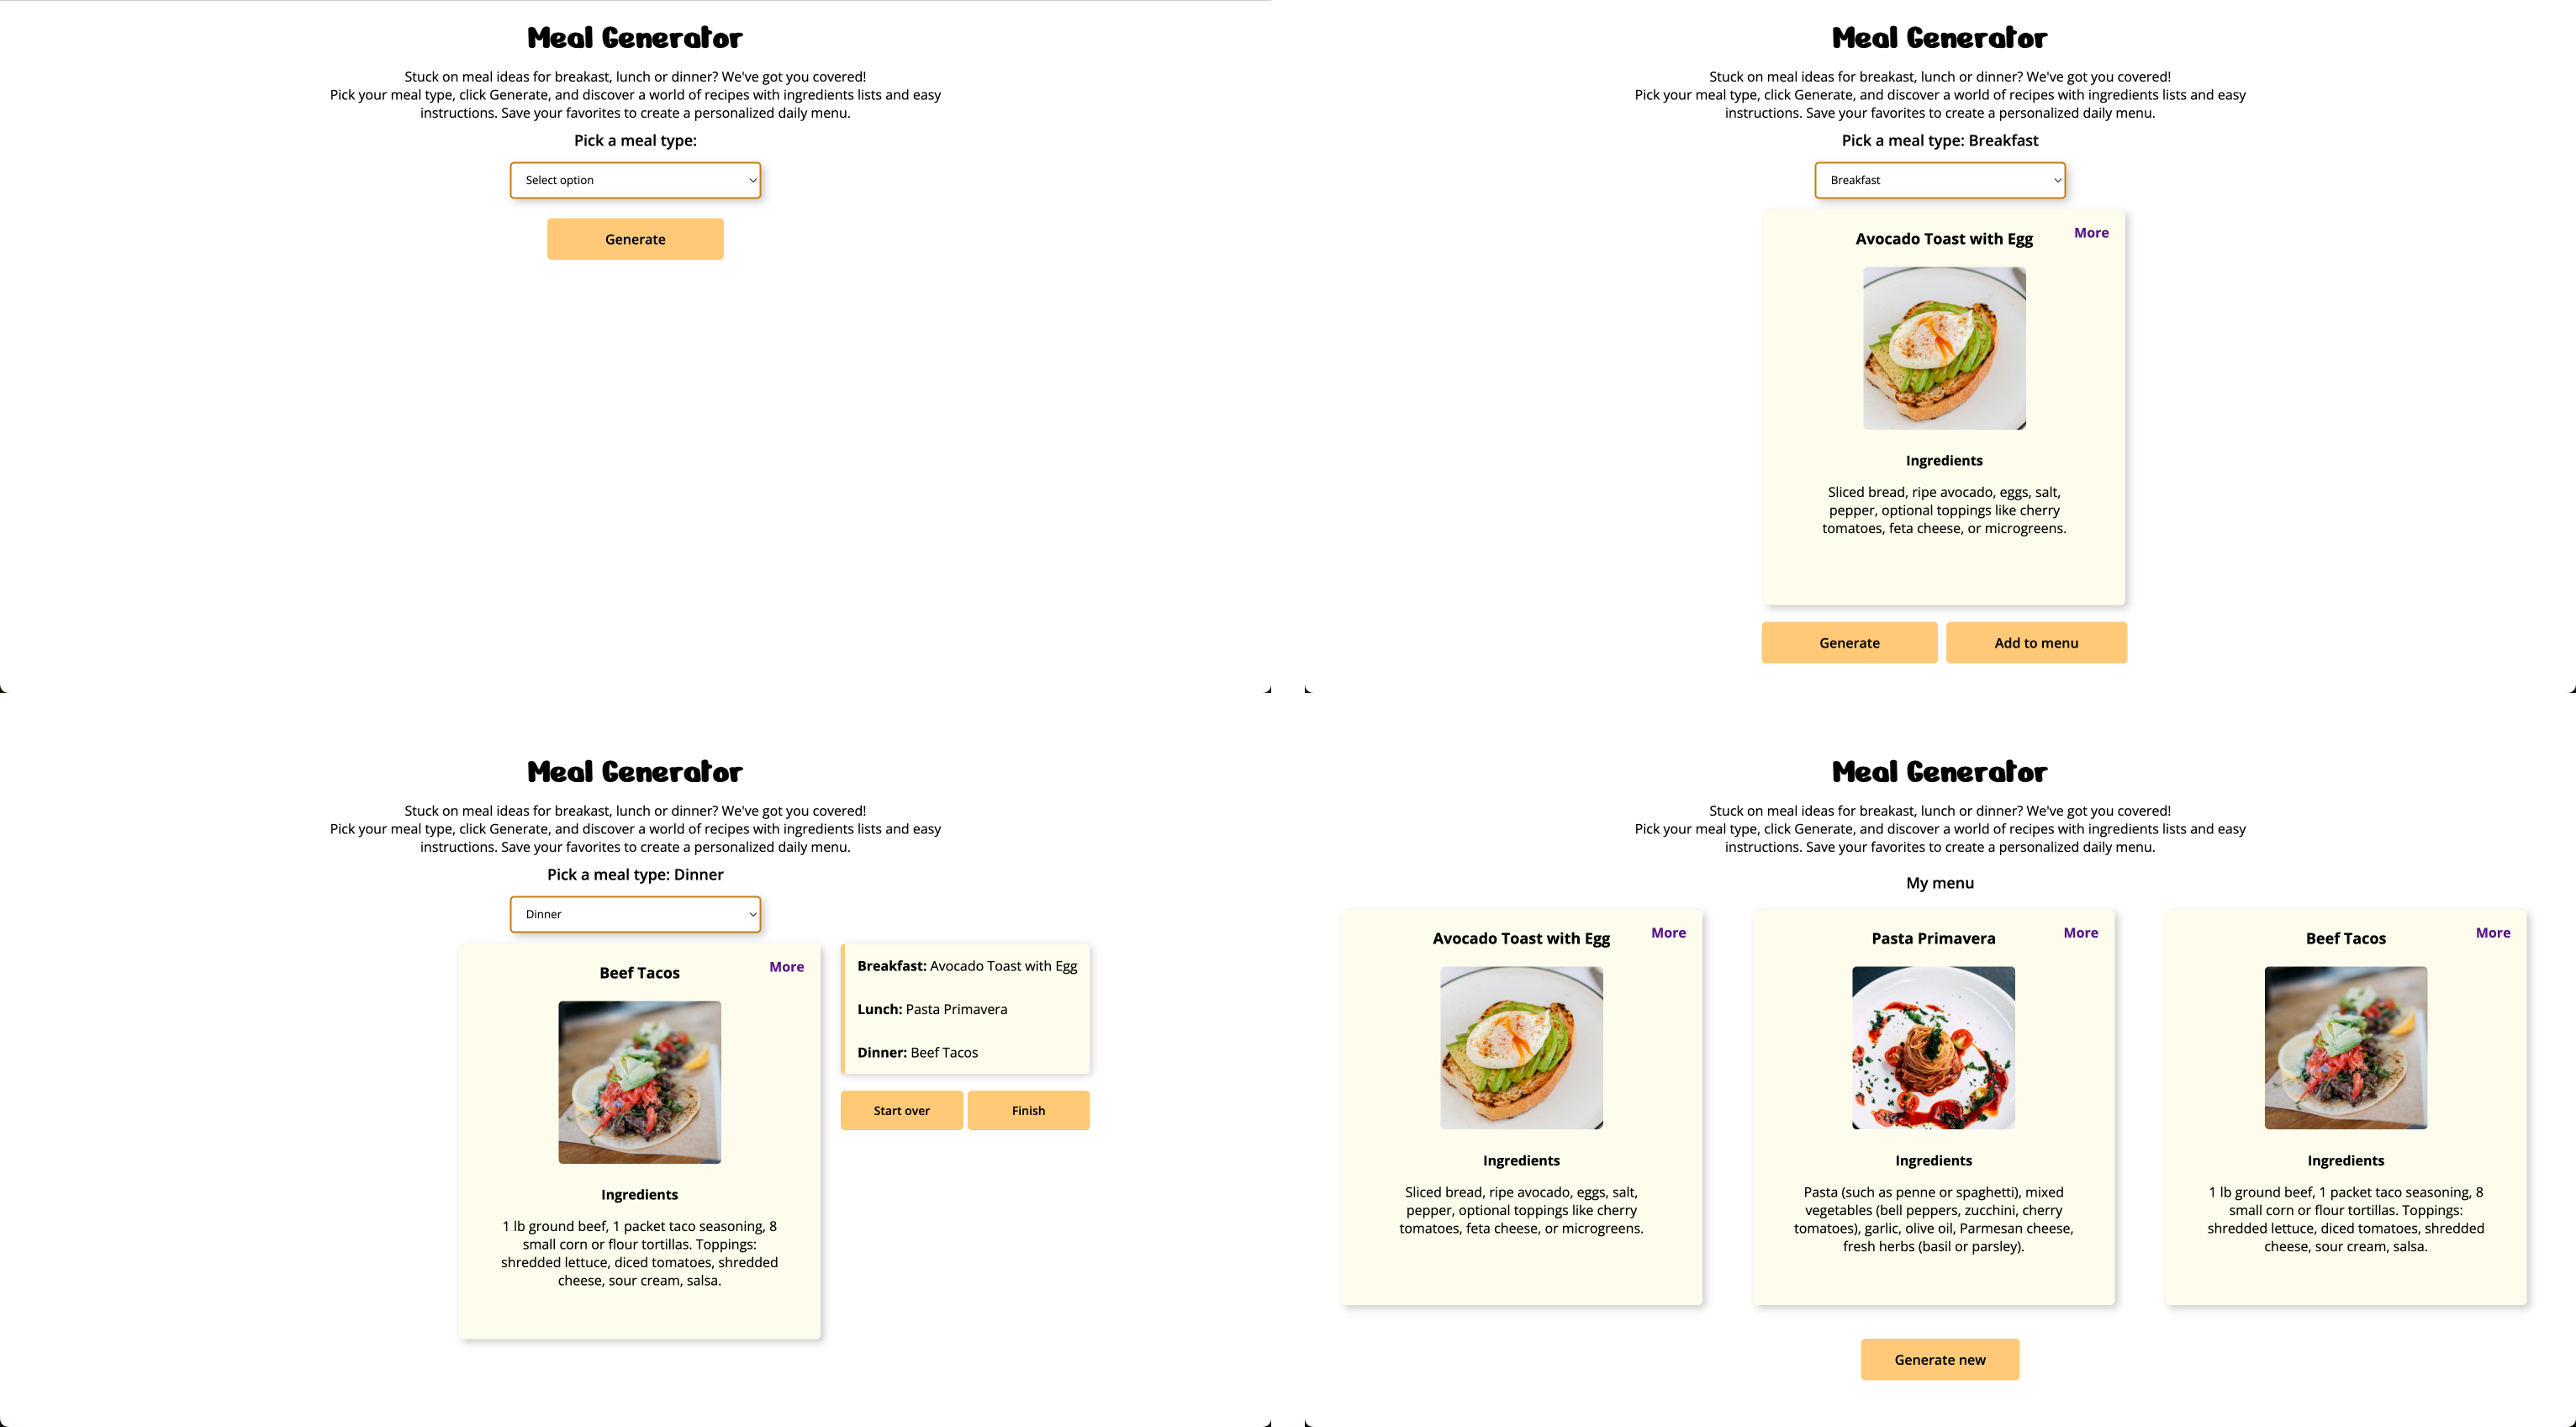 Meal Generator
Stuck on meal ideas for breakast, lunch or dinner? We've got you covered!
Pick your meal type, click Generate, and discover a world of recipes with ingredients lists and easy
instructions. Save your favorites to create a personalized daily menu.
Pick a meal type:
Select option
Generate
Meal Generator
Stuck on meal ideas for breakast, lunch or dinner? We've got you covered!
Pick your meal type, click Generate, and discover a world of recipes with ingredients lists and easy
instructions. Save your favorites to create a personalized daily menu.
Pick a meal type: Breakfast
Breakfast
Avocado Toast with Egg
More
Ingredients
Sliced bread, ripe avocado, eggs, salt,
pepper, optional toppings like cherry
tomatoes, feta cheese, or microgreens.
Generate
Add to menu
Meal Generator
Stuck on meal ideas for breakast, lunch or dinner? We've got you covered!
Pick your meal type, click Generate, and discover a world of recipes with ingredients lists and easy
instructions. Save your favorites to create a personalized daily menu.
Pick a meal type: Dinner
Dinner
Beef Tacos
More
Ingredients
1 lb ground beef, 1 packet taco seasoning, 8
small corn or flour tortillas. Toppings:
shredded lettuce, diced tomatoes, shredded
cheese, sour cream, salsa.
Breakfast: Avocado Toast with Egg
Lunch: Pasta Primavera
Dinner: Beef Tacos
Start over
Finish
Meal Generator
Stuck on meal ideas for breakast, lunch or dinner? We've got you covered!
Pick your meal type, click Generate, and discover a world of recipes with ingredients lists and easy
instructions. Save your favorites to create a personalized daily menu.
My menu
Avocado Toast with Egg
More
Ingredients
Sliced bread, ripe avocado, eggs, salt,
pepper, optional toppings like cherry
tomatoes, feta cheese, or microgreens.
Pasta Primavera
More
Ingredients
Pasta (such as penne or spaghetti), mixed
vegetables (bell peppers, zucchini, cherry
tomatoes), garlic, olive oil, Parmesan cheese,
fresh herbs (basil or parsley).
Beef Tacos
More
Ingredients
1 lb ground beef, 1 packet taco seasoning, 8
small corn or flour tortillas. Toppings:
shredded lettuce, diced tomatoes, shredded
cheese, sour cream, salsa.
Generate new